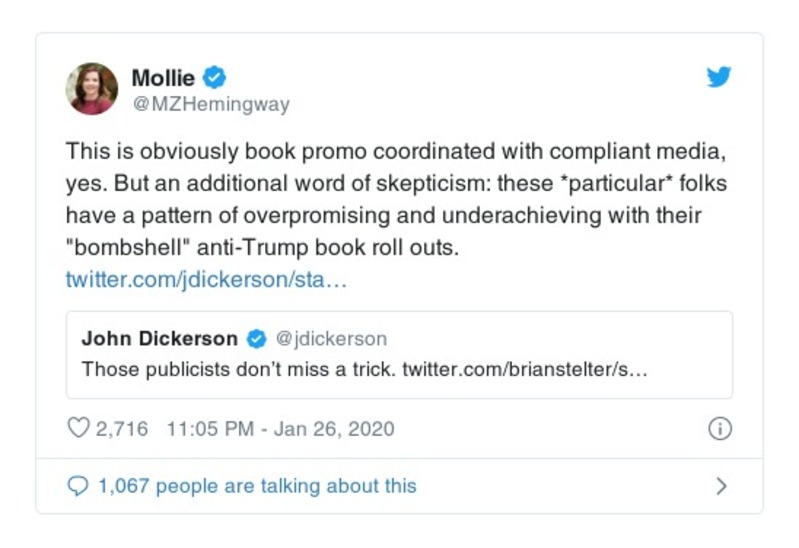 Mollie
@MZHemingway
This is obviously book promo coordinated with compliant media,
yes. But an additional word of skepticism: these *particular* folks
have a pattern of overpromising and underachieving with their
"bombshell" anti-Trump book roll outs.
twitter.com/jdickerson/sta…
John Dickerson @jdickerson
Those publicists don’t miss a trick. twitter.com/brianstelter/s…
2,716 11:05 PM - Jan 26, 2020
1,067 people are talking about this